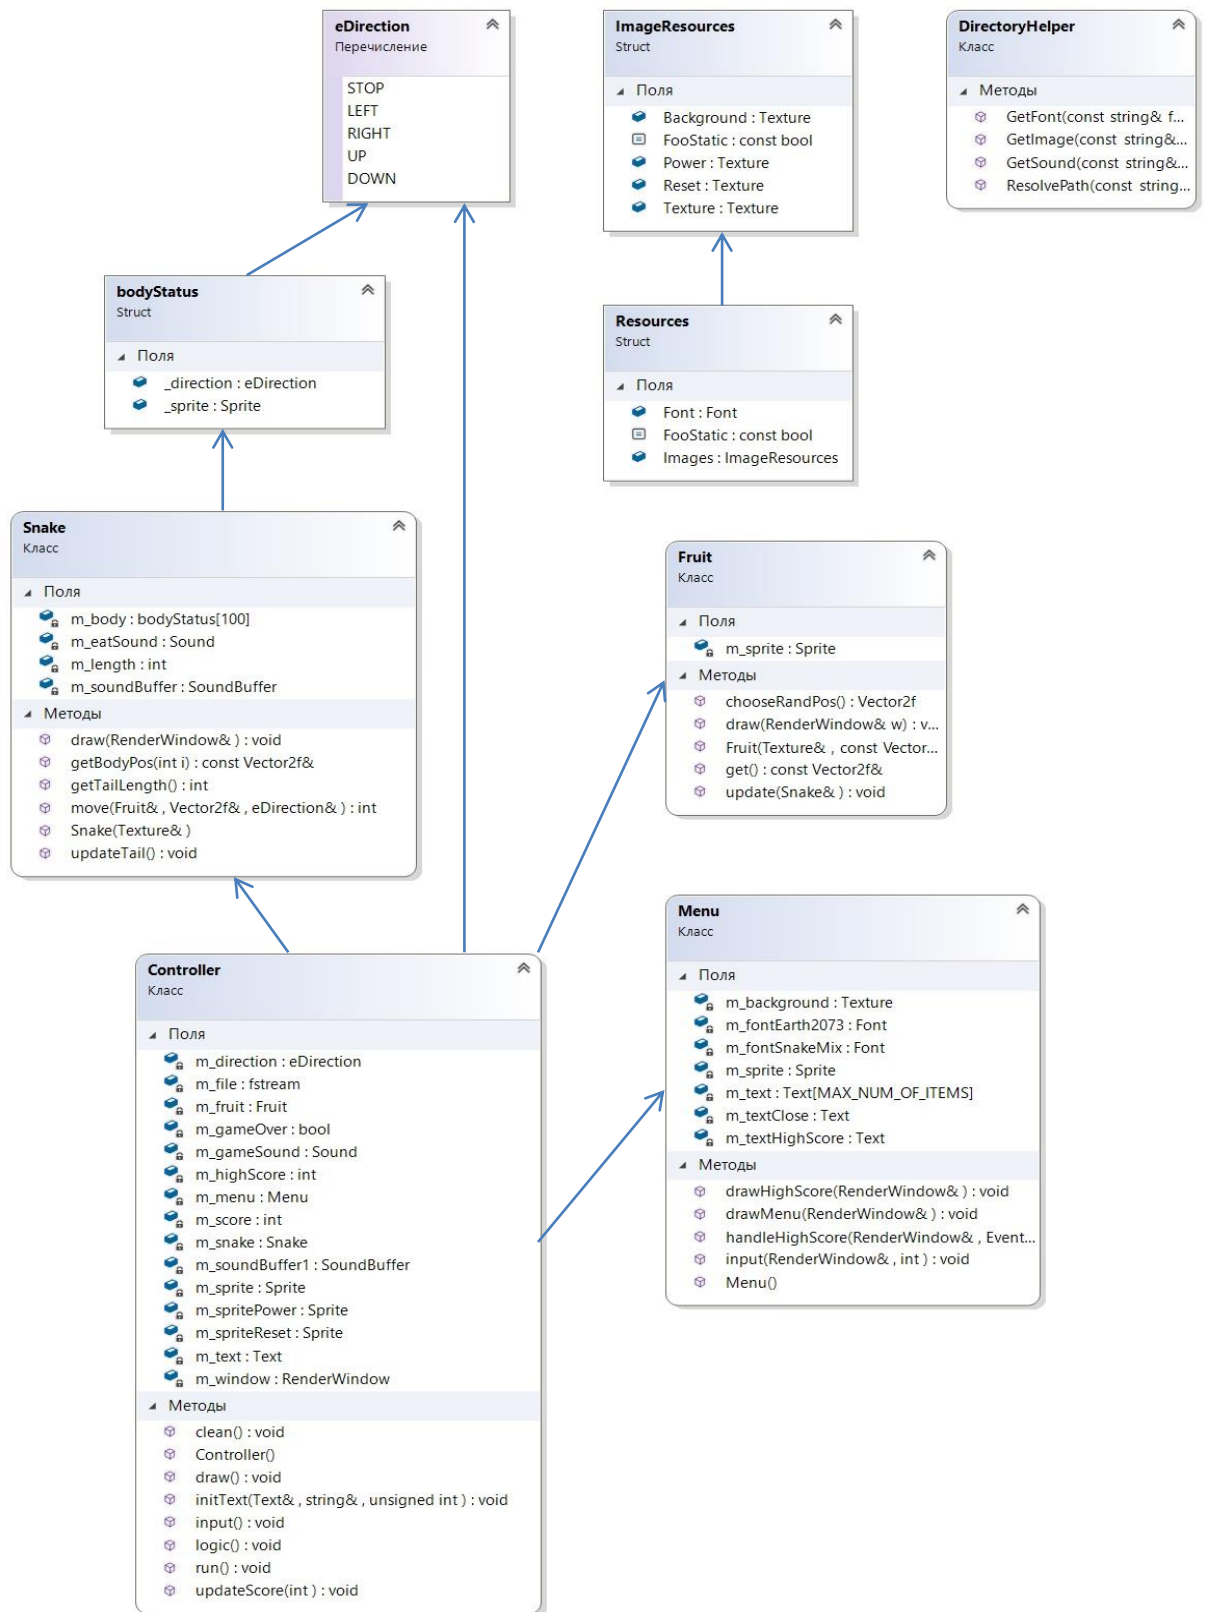 eDirection
Перечисление
STOP
LEFT
RIGHT
UP
DOWN
ImageResources
Struct
Поля
Background : Texture
FooStatic : const bool
Power : Texture
Reset : Texture
Texture : Texture
DirectoryHelper
Класс
Методы
GetFont(const string& f...
GetImage(const string&...
GetSound(const string&...
ResolvePath(const string...
bodyStatus
Struct
Поля
_direction : eDirection
_sprite : Sprite
Resources
Struct
Поля
Font : Font
FooStatic : const bool
Images : ImageResources
Snake
Класс
Поля
m_body : bodyStatus[100]
m_eatSound : Sound
m_length : int
m_soundBuffer : SoundBuffer
Методы
draw(RenderWindow& ) : void
getBodyPos(int i) : const Vector2f&
getTailLength() : int
move(Fruit& , Vector2f& , eDirection& ) : int
Snake(Texture& )
updateTail() : void
Fruit
Класс
Поля
m_sprite : Sprite
Методы
chooseRandPos() : Vector2f
draw(RenderWindow& w) : v...
Fruit(Texture& , const Vector...
get() : const Vector2f&
update(Snake& ) : void
Menu
Класс
Поля
m_background : Texture
m_fontEarth2073 : Font
m_fontSnakeMix : Font
m_sprite : Sprite
m_text : Text[MAX_NUM_OF_ITEMS]
m_textClose : Text
m_textHighScore : Text
Методы
drawHighScore(RenderWindow& ) : void
drawMenu(RenderWindow& ) : void
handleHighScore(RenderWindow& , Event...
input(RenderWindow& , int ) : void
Menu()
Controller
Класс
Поля
m_direction : eDirection
m_file : fstream
m_fruit : Fruit
m_gameOver : bool
m_gameSound : Sound
m_highScore : int
m_menu : Menu
m_score : int
m_snake : Snake
m_soundBuffer1 : SoundBuffer
m_sprite : Sprite
m_spritePower : Sprite
m_spriteReset : Sprite
m_text : Text
m_window : RenderWindow
Методы
clean() : void
Controller()
draw() : void
initText(Text& , string& , unsigned int ) : void
input() : void
logic() : void
run() : void
updateScore(int ) : void